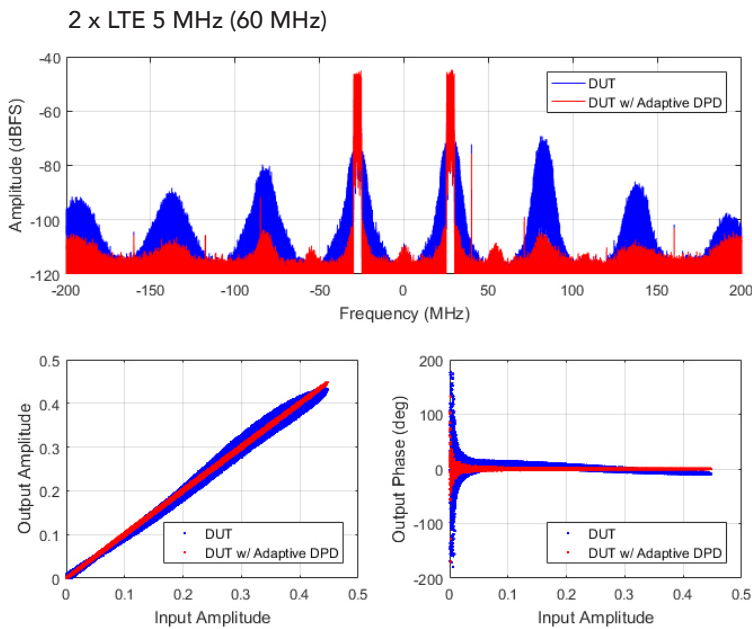 2 x LTE 5 MHz (60 MHz)
-40
-60
-80
-100
-120
Amplitude (dBFS)
DUT
DUT w/ Adaptive DPD
-200
-150
-100
-50
0
50
100
150
200
Frequency (MHz)
0.5
0.4
0.3
0.2
0.1
0
Output Amplitude
DUT
DUT w/ Adaptive DPD
0
0.1
0.2
0.3
0.4
0.5
Input Amplitude
200
100
0
-100
-200
Output Phase (deg)
DUT
DUT w/ Adaptive DPD
0
0.1
0.2
0.3
0.4
0.5
Input Amplitude